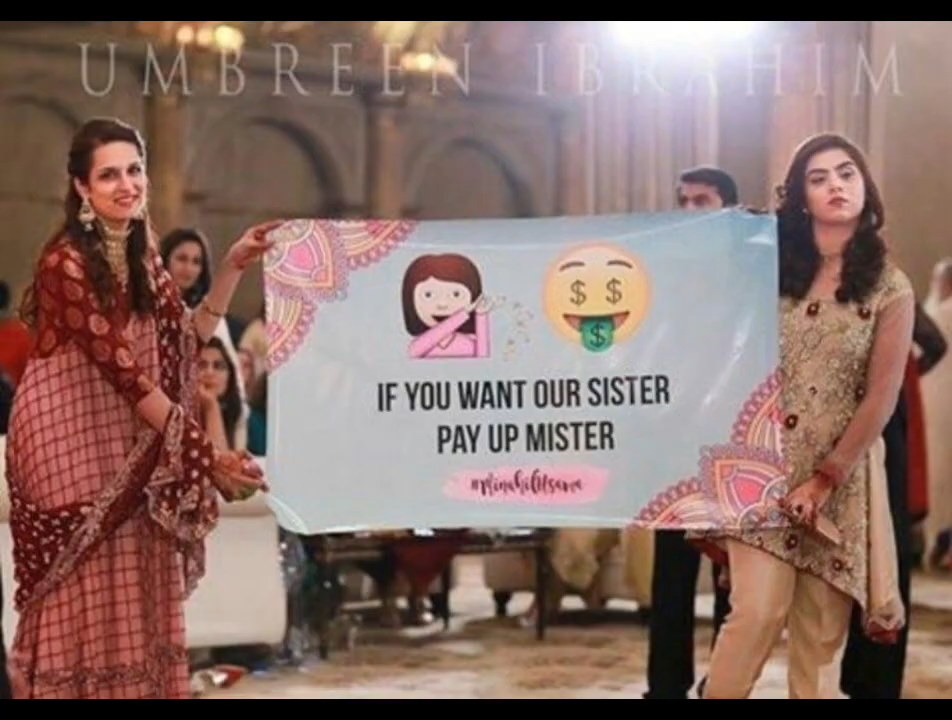 UMBREEN IBRAHIM
$ $
$
IF YOU WANT OUR SISTER
PAY UP MISTER